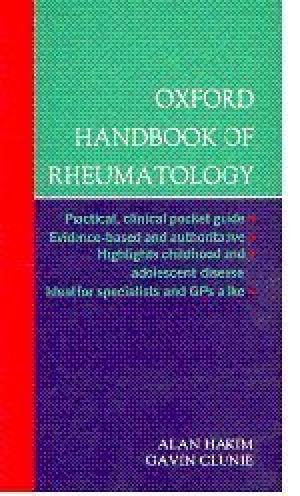 OXFORD
HANDBOOK OF
RHEUMATOLOGY
Practical, clinical pocket guide
Evidence-based and authoritative
Highlights childhood and
adolescent disease
Ideal for specialists and GPs alike
ALAN HAKIM
GAVIN CLUNIE